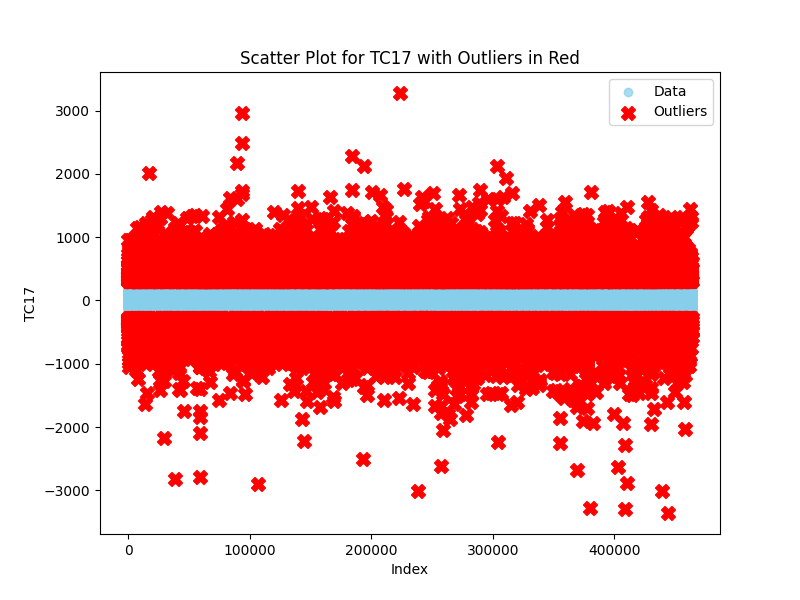 Scatter Plot for TC17 with Outliers in Red
Data
Outliers
3000
2000
1000
0
−1000
−2000
−3000
TC17
0
100000
200000
300000
400000
Index